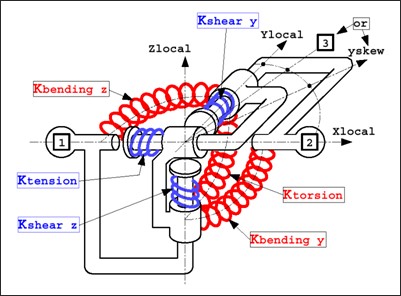 Kshear y
or
3
Ylocal
yskew
Zlocal
Kbending z
Xlocal
1
2
Ktension
Ktorsion
Kshear z
Kbending y